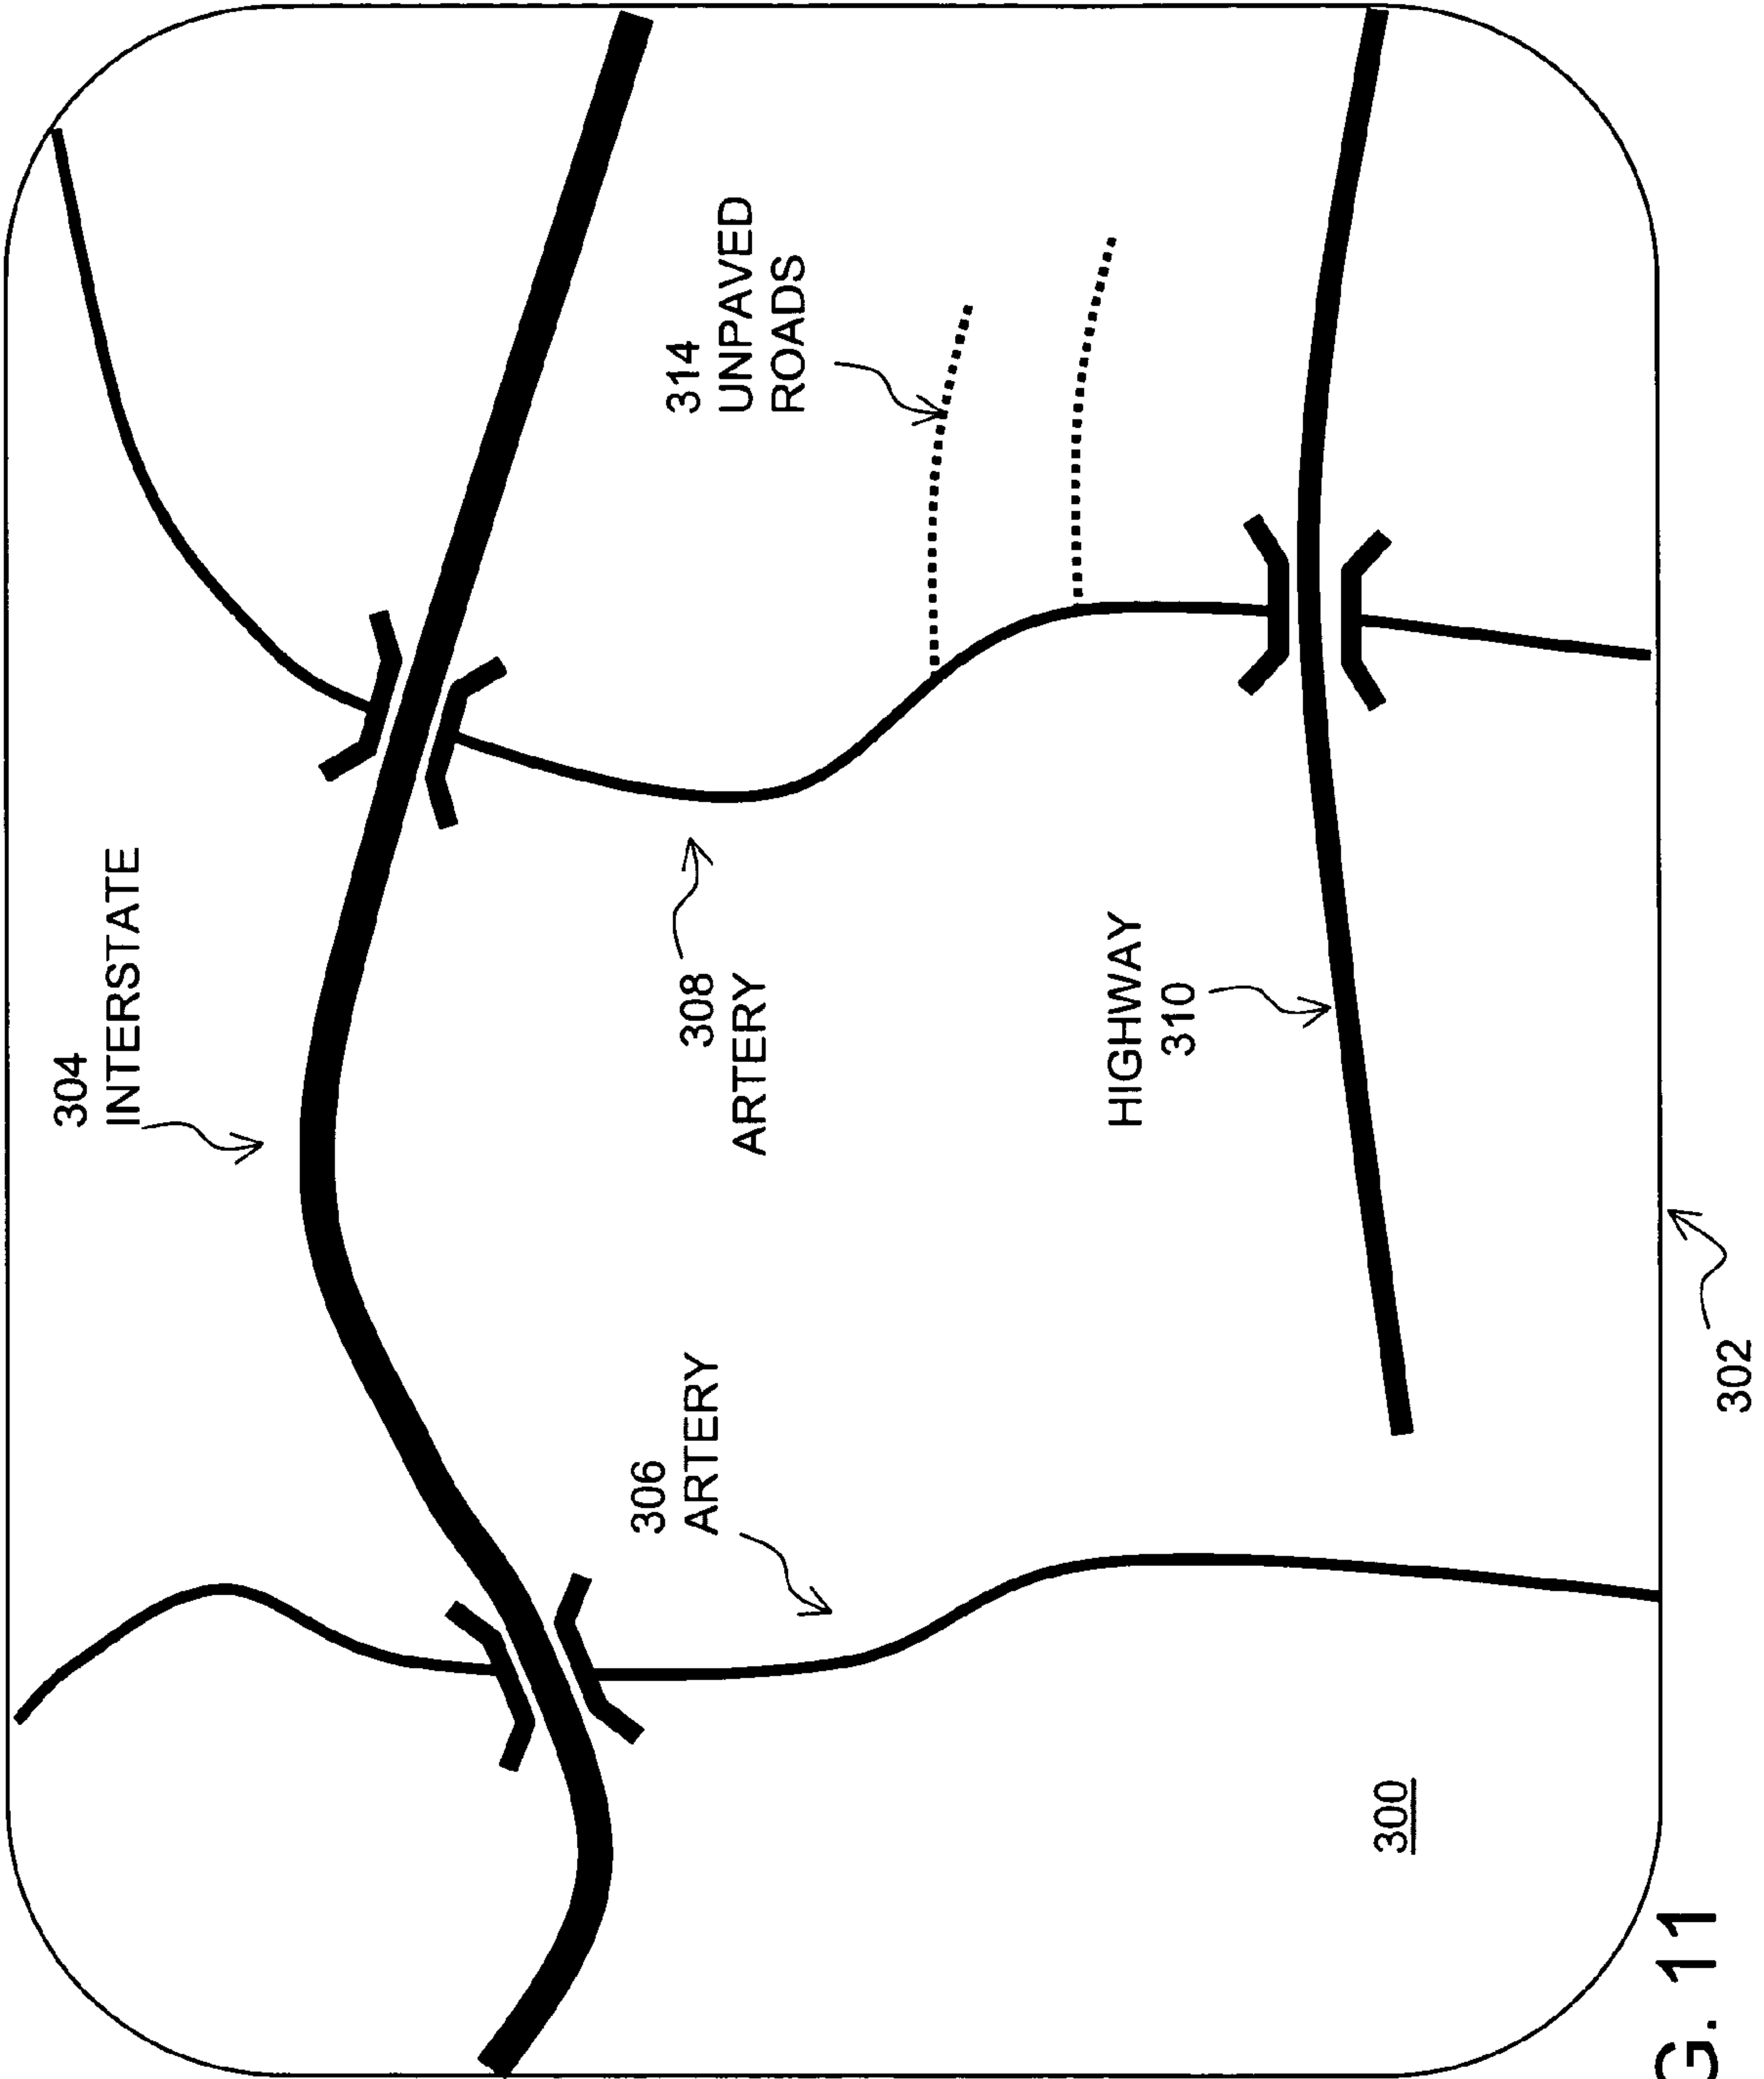 304
INTERSTATE
314
UNPAVED
ROADS
306
ARTERY
308
ARTERY
HIGHWAY
310
300
302
G. 11